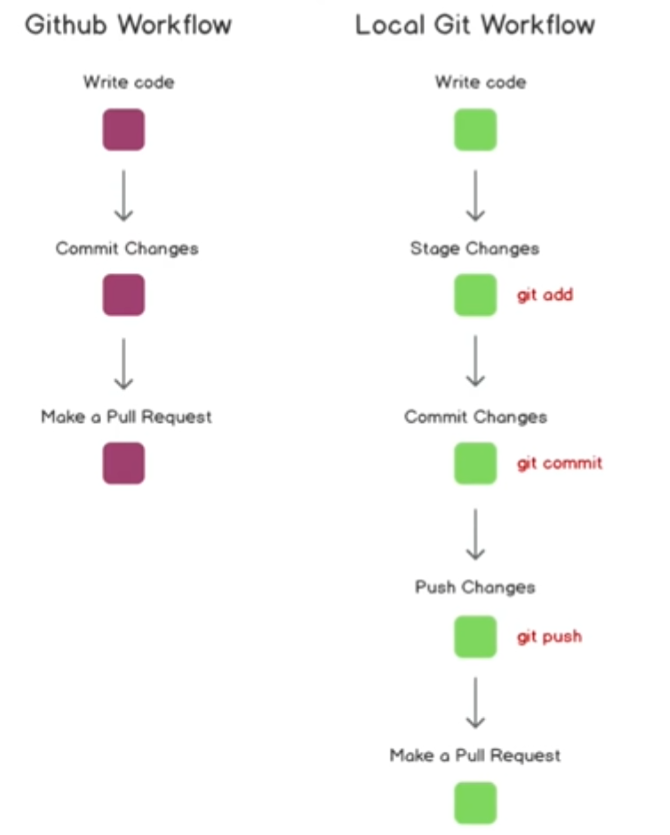 Github Workflow
Write code
Commit Changes
Make a Pull Request
Local Git Workflow
Write code
Stage Changes
git add
Commit Changes
git commit
Push Changes
git push
Make a Pull Request